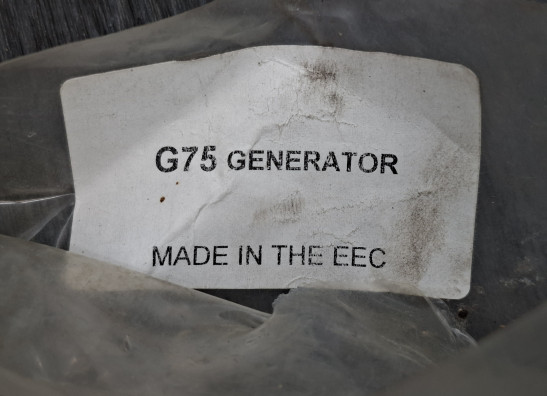 G75 GENERATOR
MADE IN THE EEC